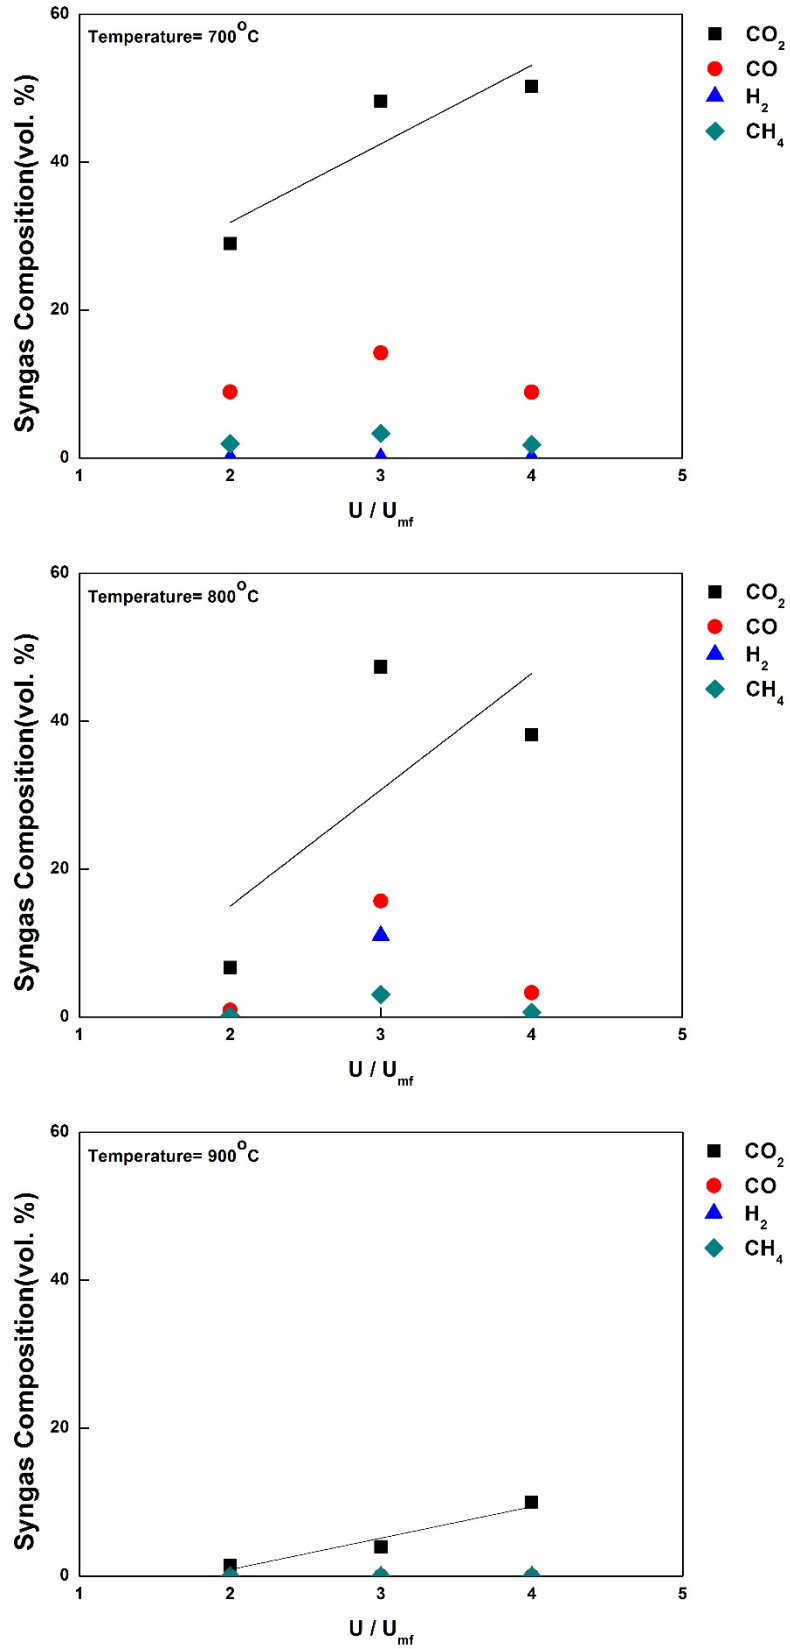 60
Temperature= 700°C
CO₂
CO
H₂
CH₄
40
20
0
1 2 3 4 5
Syngas Composition(vol. %)
U / Uₘf
60
Temperature= 800°C
CO₂
CO
H₂
CH₄
40
20
0
1 2 3 4 5
Syngas Composition(vol. %)
U / Uₘf
60
Temperature= 900°C
CO₂
CO
H₂
CH₄
40
20
0
1 2 3 4 5
Syngas Composition(vol. %)
U / Uₘf